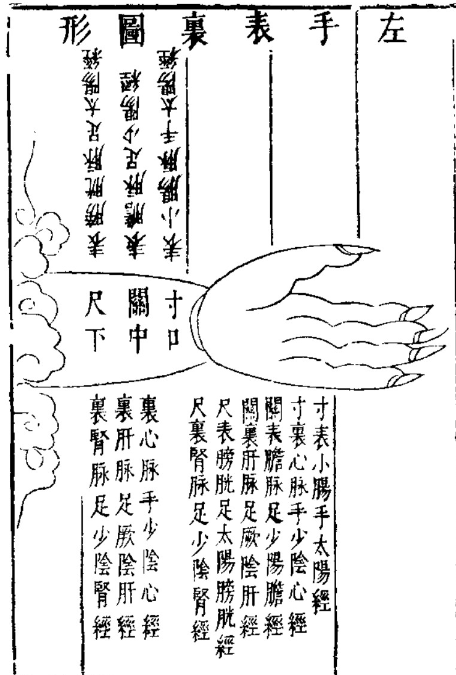 左手表裏圖形
表小腸脉手太陽經
表膽脉足少陽經
表膀胱脉足太陽經
寸口
關中
尺下
寸表小腸手太陽經
寸裏心脉手少陰心經
關表膽脉足少陽膽經
關裏肝脉足厥陰肝經
尺表膀胱足太陽膀胱經
尺裏腎脉足少陰腎經
裏心脉手少陰心經
裏肝脉足厥陰肝經
裏腎脉足少陰腎經